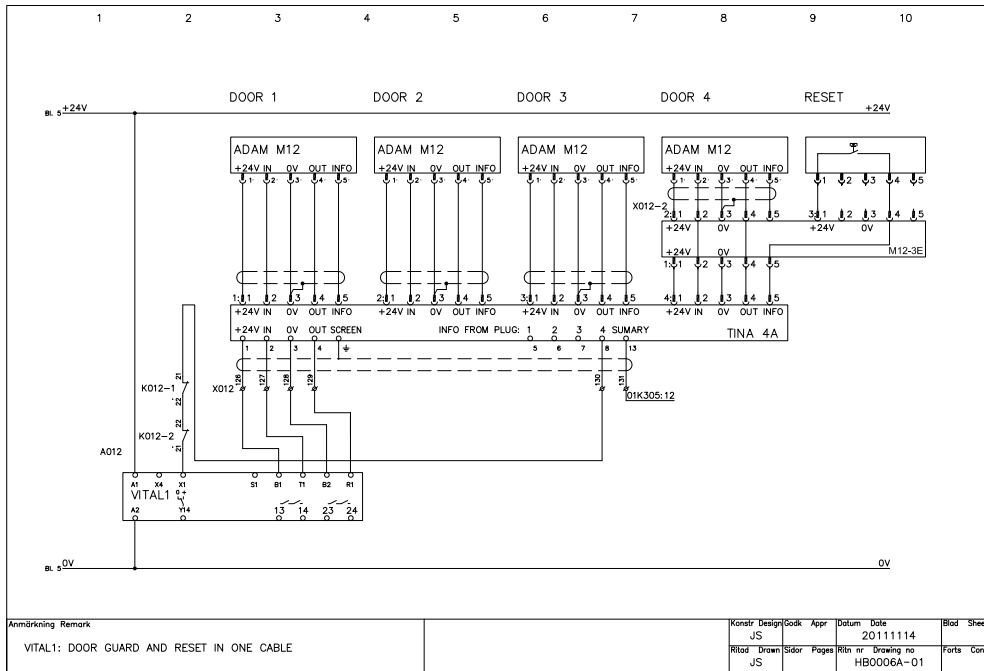 1 2 3 4 5 6 7 8 9 10
DOOR 1 DOOR 2 DOOR 3 DOOR 4 RESET
Bl. 5 +24V +24V
ADAM M12 ADAM M12 ADAM M12 ADAM M12
+24V IN 0V OUT INFO +24V IN 0V OUT INFO +24V IN 0V OUT INFO +24V IN 0V OUT INFO
1 2 3 4 5 1 2 3 4 5 1 2 3 4 5 1 2 3 4 5 1 2 3 4 5
X012-2
2: 1 2 3 4 5 3: 1 2 3 4 5
+24V 0V +24V 0V
M12-3E
+24V 0V
1: 1 2 3 4 5
1: 1 2 3 4 5 2: 1 2 3 4 5 3: 1 2 3 4 5 4: 1 2 3 4 5
+24V IN 0V OUT INFO +24V IN 0V OUT INFO +24V IN 0V OUT INFO +24V IN 0V OUT INFO
+24V IN 0V OUT SCREEN INFO FROM PLUG: 1 2 3 4 SUMARY TINA 4A
1 2 3 4 5 6 7 8 13
X012 126 127 128 129 130 131
01K305:12
K012-1 21 22
K012-2 22 21
A012
A1 X4 X1 S1 B1 T1 B2 R1
VITAL1 0 +
A2 Y14 13 14 23 24
Bl. 5 0V 0V
Anmärkning Remark
VITAL1: DOOR GUARD AND RESET IN ONE CABLE
Konstr Design Godk Appr Datum Date Blad Shee
JS 20111114
Ritad Drawn Sidor Pages Ritn nr Drawing no Forts Con
JS HB0006A-01